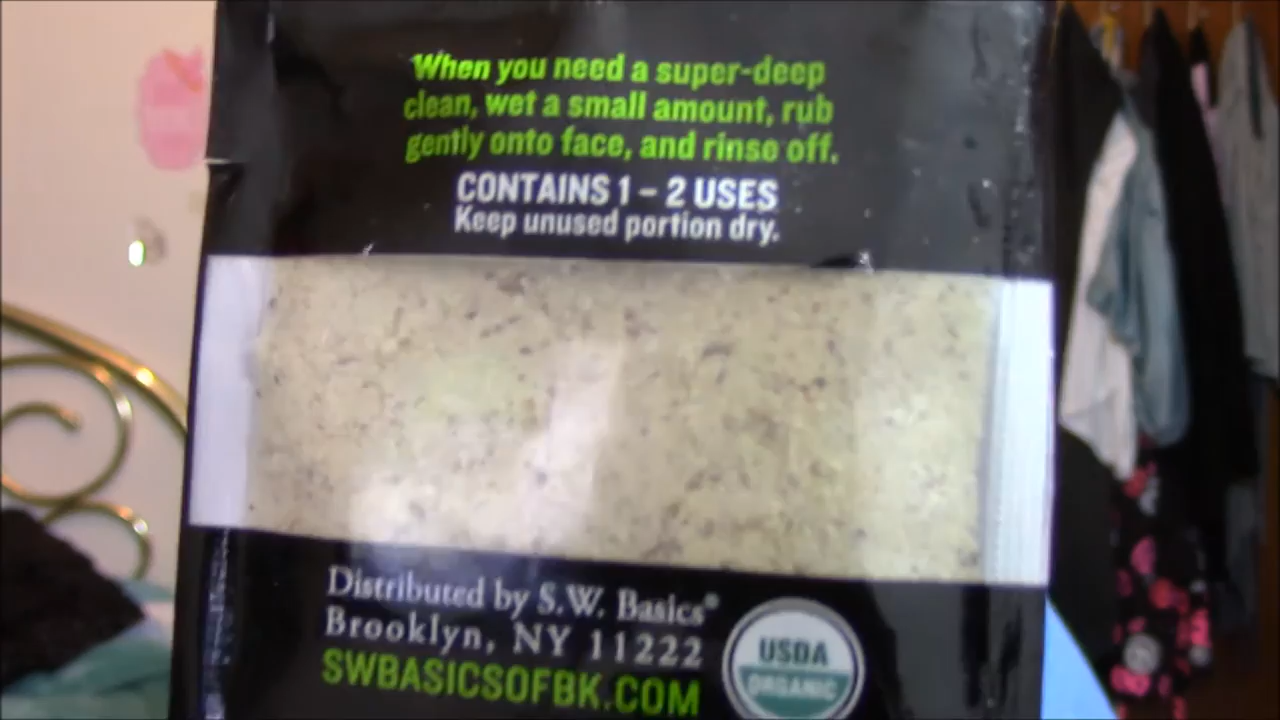 When you need a super-deep
clean, wet a small amount, rub
gently onto face, and rinse off.
CONTAINS 1 – 2 USES
Keep unused portion dry.
Distributed by S.W. Basics®
Brooklyn, NY 11222
SWBASICSOFBK.COM
USDA
ORGANIC